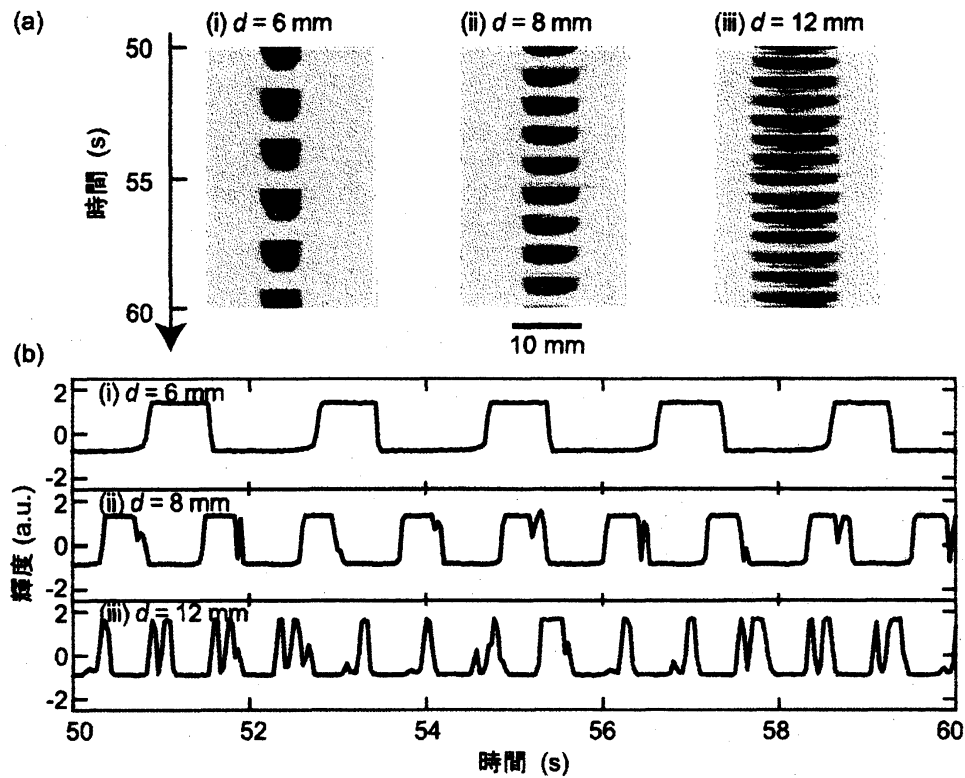 (a)
(i) d = 6 mm
(ii) d = 8 mm
(iii) d = 12 mm
50
55
60
時間 (s)
10 mm
(b)
(i) d = 6 mm
2
0
-2
(ii) d = 8 mm
2
0
-2
(iii) d = 12 mm
2
0
-2
輝度 (a.u.)
50
52
54
56
58
60
時間 (s)